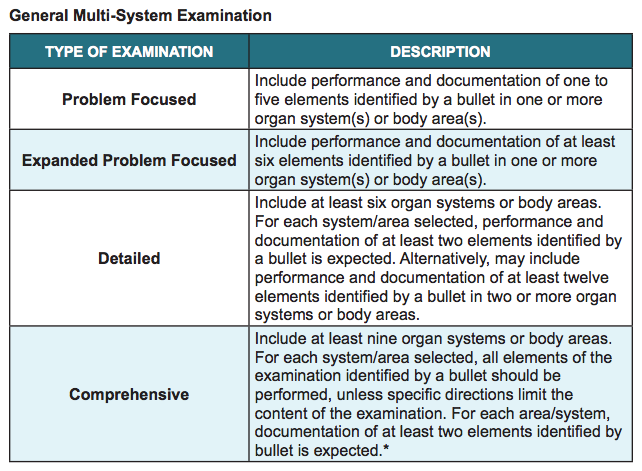 General Multi-System Examination
TYPE OF EXAMINATION
DESCRIPTION
Problem Focused
Include performance and documentation of one to
five elements identified by a bullet in one or more
organ system(s) or body area(s).
Expanded Problem Focused
Include performance and documentation of at least
six elements identified by a bullet in one or more
organ system(s) or body area(s).
Detailed
Include at least six organ systems or body areas.
For each system/area selected, performance and
documentation of at least two elements identified by
a bullet is expected. Alternatively, may include
performance and documentation of at least twelve
elements identified by a bullet in two or more organ
systems or body areas.
Comprehensive
Include at least nine organ systems or body areas.
For each system/area selected, all elements of the
examination identified by a bullet should be
performed, unless specific directions limit the
content of the examination. For each area/system,
documentation of at least two elements identified by
bullet is expected.*